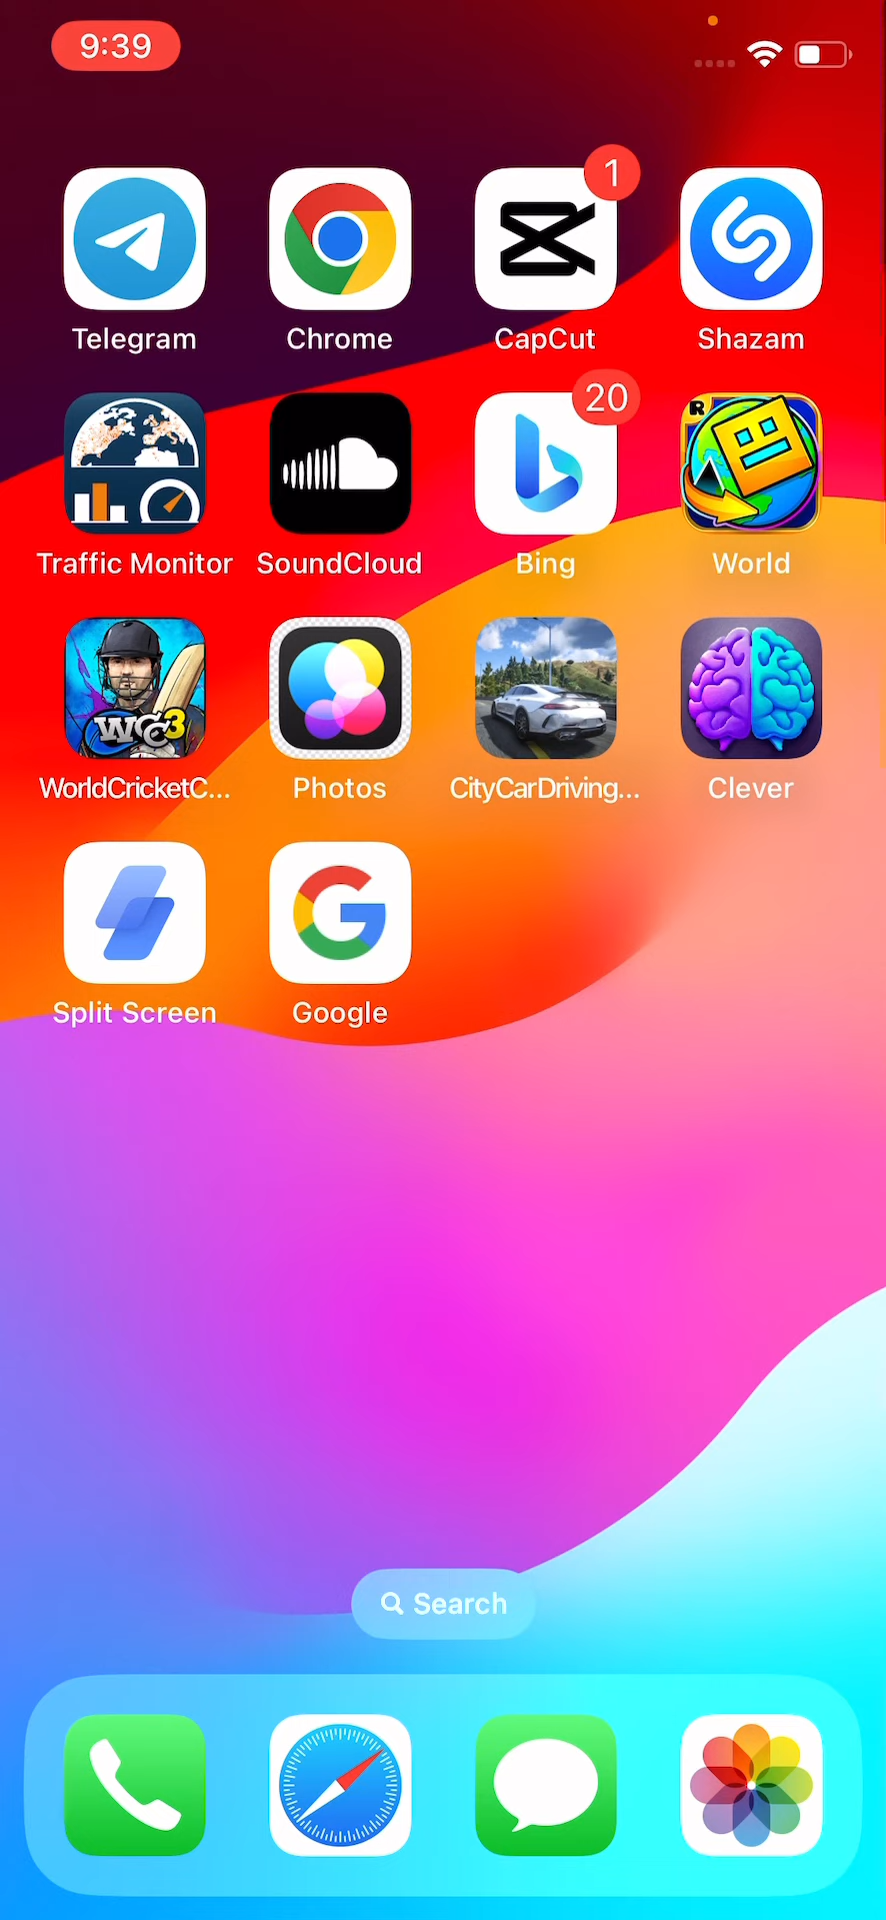 9:39
1
Telegram Chrome CapCut Shazam
20
R
Traffic Monitor SoundCloud Bing World
WCC3
WorldCricketC... Photos CityCarDriving... Clever
G
Split Screen Google
Search